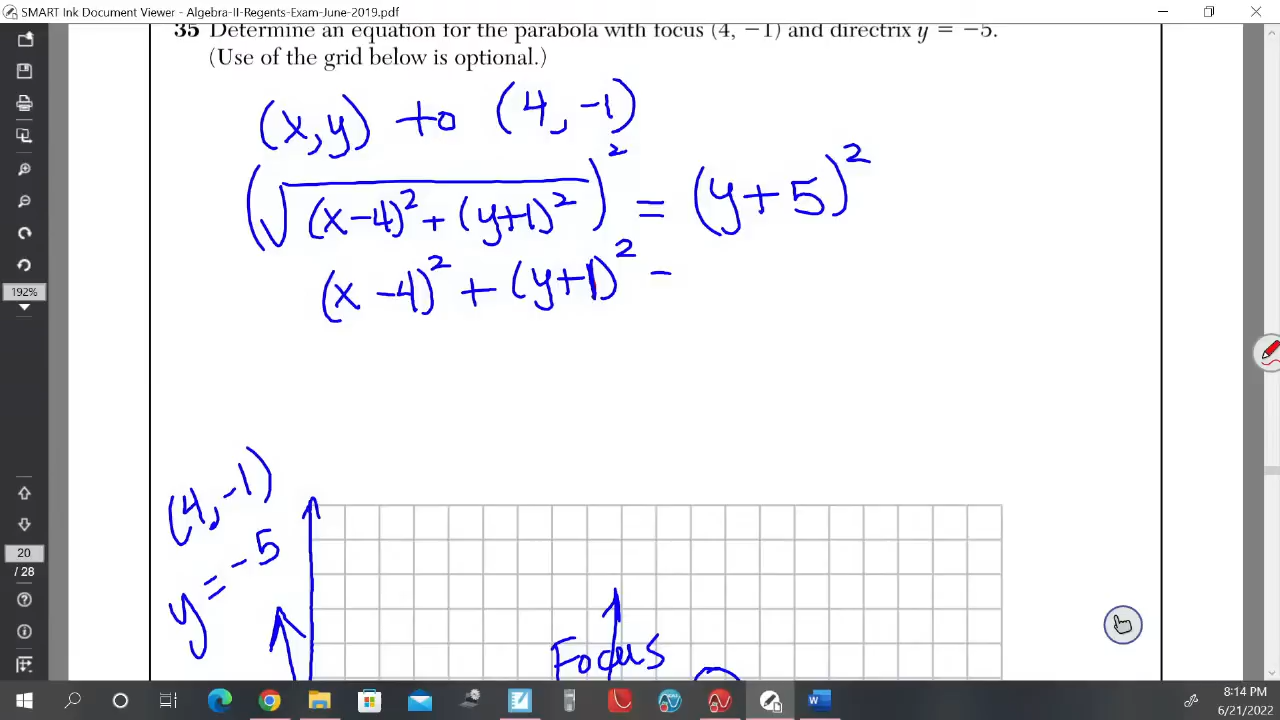 SMART Ink Document Viewer - Algebra-II-Regents-Exam-June-2019.pdf
35 Determine an equation for the parabola with focus (4, −1) and directrix y = −5.
(Use of the grid below is optional.)
(x,y) to (4,-1)
(√((x-4)² + (y+1)²))² = (y+5)²
(x-4)² + (y+1)² -
192%
(4,-1)
y = -5
20
/ 28
Focus
8:14 PM
6/21/2022